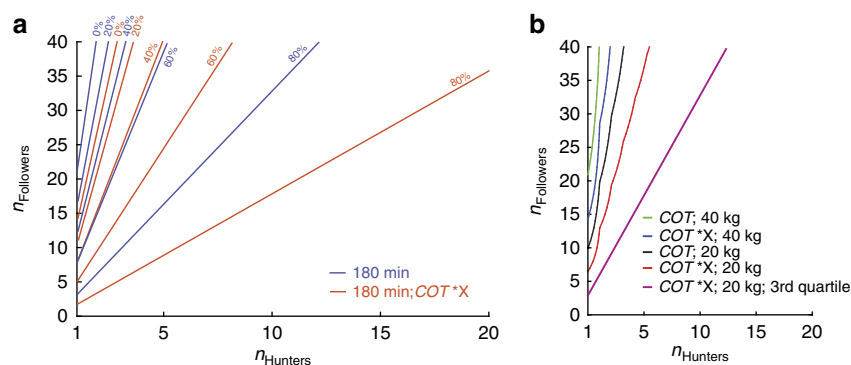 a
0%
20%
0%
40%
20%
40%
60%
60%
80%
80%
40
35
30
25
20
15
10
5
0
nFollowers
1
5
10
15
20
nHunters
180 min
180 min;COT *X
b
40
35
30
25
20
15
10
5
0
nFollowers
1
5
10
15
20
nHunters
COT; 40 kg
COT *X; 40 kg
COT; 20 kg
COT *X; 20 kg
COT *X; 20 kg; 3rd quartile